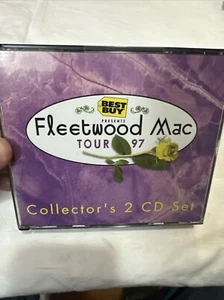 BEST
BUY
PRESENTS
Fleetwood Mac
TOUR 97
Collector's 2 CD Set